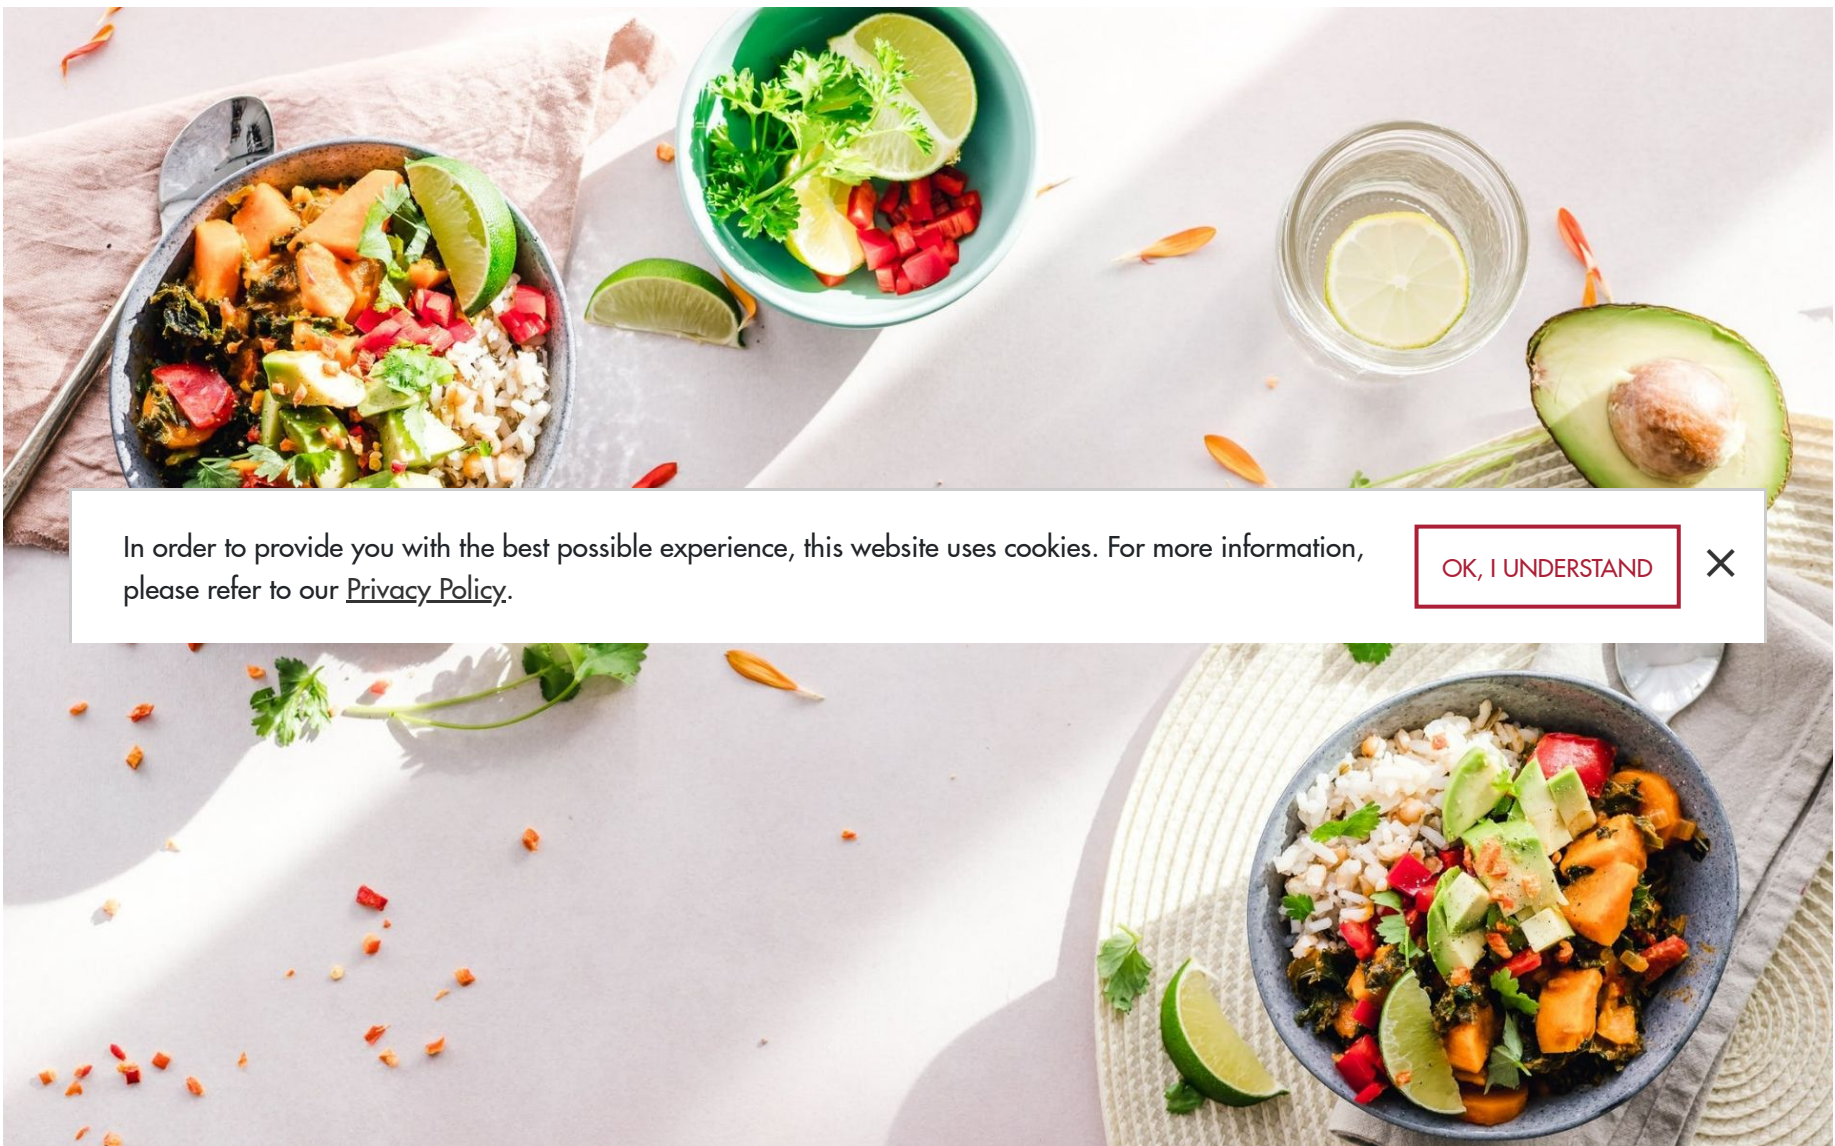 In order to provide you with the best possible experience, this website uses cookies. For more information,
please refer to our Privacy Policy.
OK, I UNDERSTAND